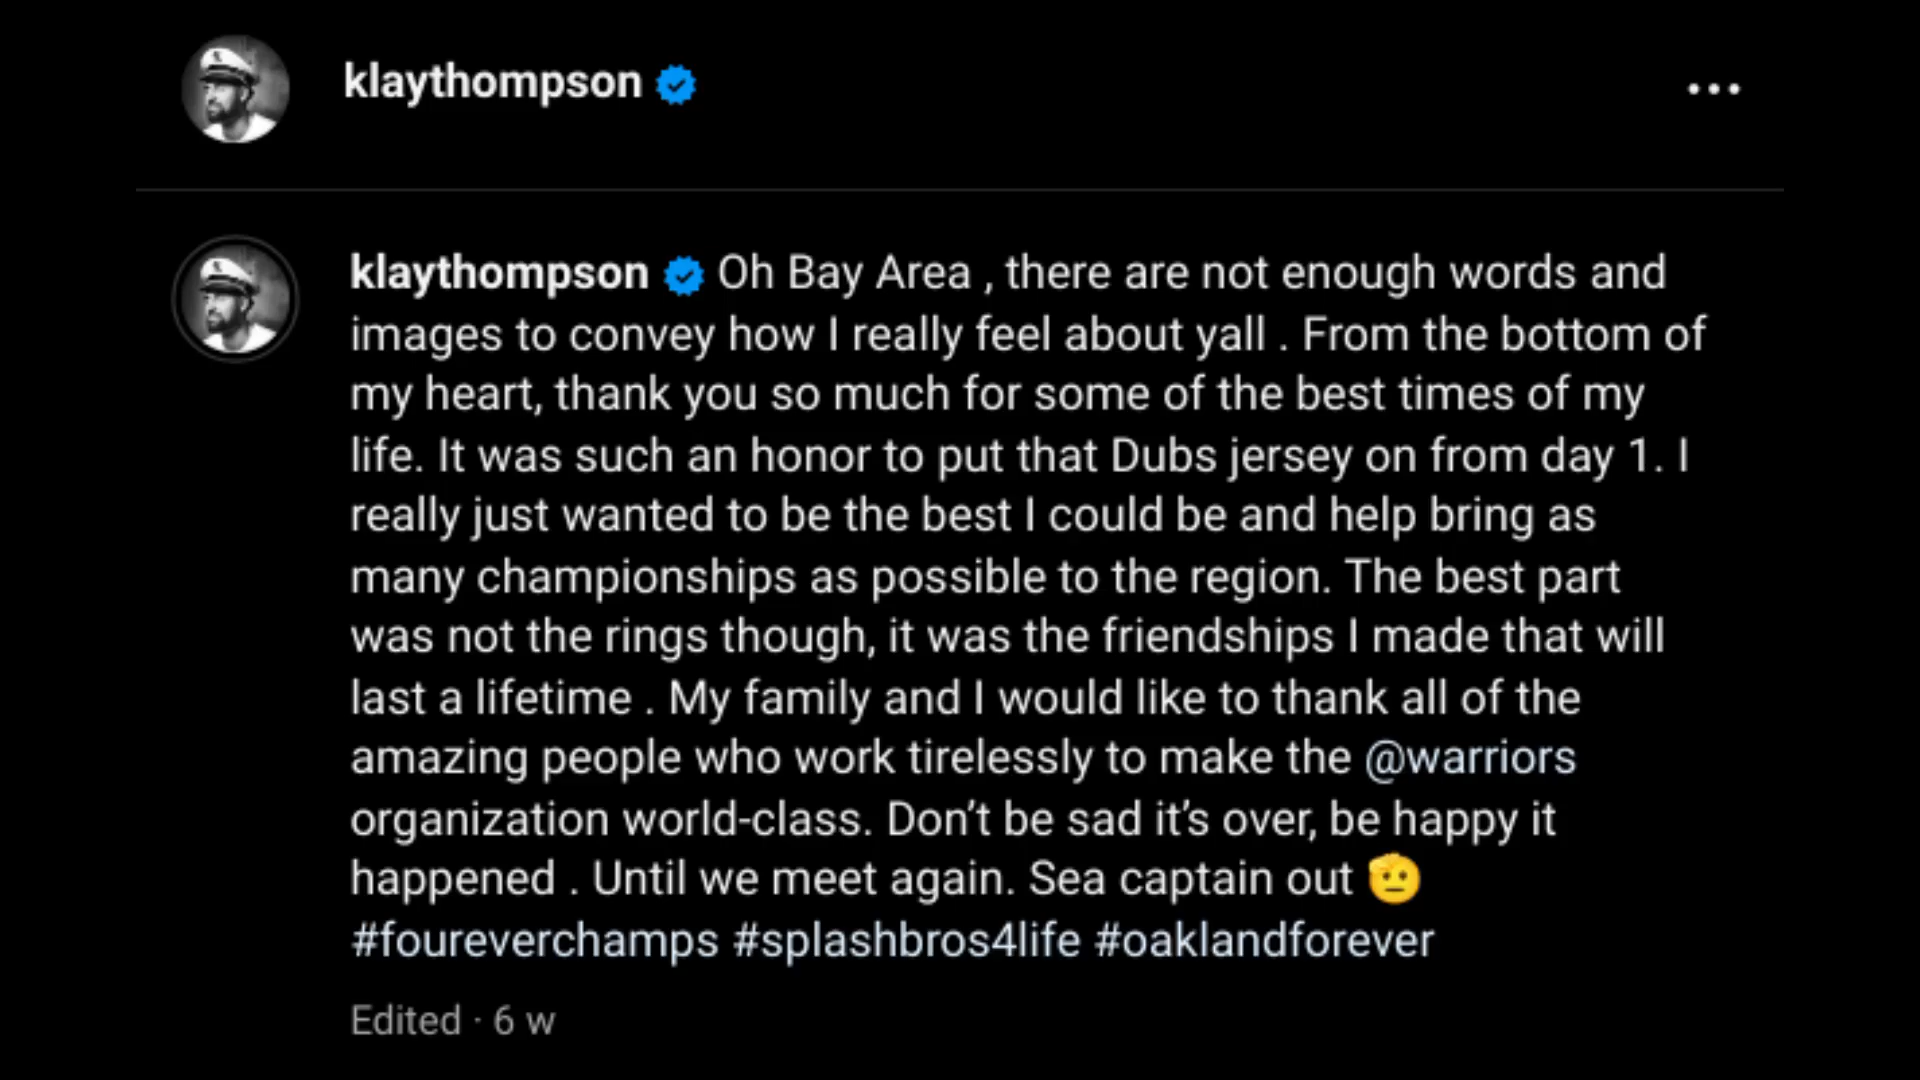 klaythompson
klaythompson Oh Bay Area , there are not enough words and
images to convey how I really feel about yall . From the bottom of
my heart, thank you so much for some of the best times of my
life. It was such an honor to put that Dubs jersey on from day 1. I
really just wanted to be the best I could be and help bring as
many championships as possible to the region. The best part
was not the rings though, it was the friendships I made that will
last a lifetime . My family and I would like to thank all of the
amazing people who work tirelessly to make the @warriors
organization world-class. Don’t be sad it’s over, be happy it
happened . Until we meet again. Sea captain out 🫡
#foureverchamps #splashbros4life #oaklandforever
Edited · 6 w